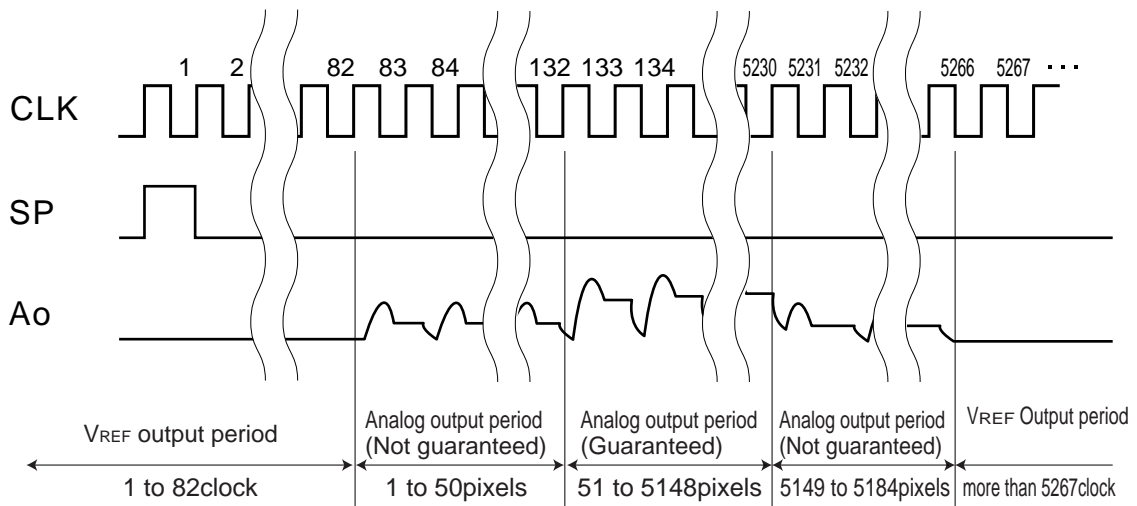 1 2 82 83 84 132 133 134 5230 5231 5232 5266 5267 ···
CLK
SP
Ao
VREF output period
Analog output period
(Not guaranteed)
Analog output period
(Guaranteed)
Analog output period
(Not guaranteed)
VREF Output period
1 to 82clock
1 to 50pixels
51 to 5148pixels
5149 to 5184pixels
more than 5267clock